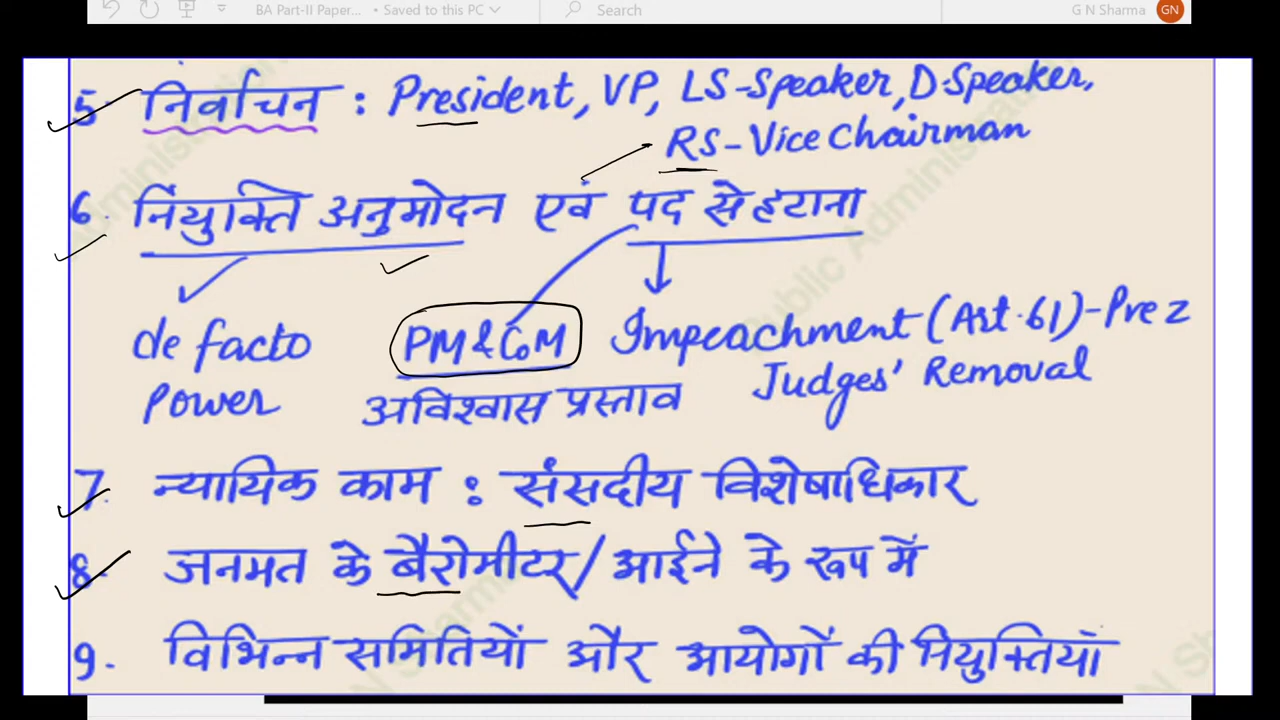 BA Part-II Paper... • Saved to this PC
Search
G N Sharma GN
5. निर्वाचन : President, VP, LS-Speaker, D-Speaker,
RS-Vice Chairman
6. नियुक्ति अनुमोदन एवं पद से हटाना
de facto PM & CoM Impeachment (Art.61)-Prez
Power अविश्वास प्रस्ताव Judges' Removal
7. न्यायिक काम : संसदीय विशेषाधिकार
8. जनमत के बैरोमीटर/आईने के रूप में
9. विभिन्न समितियों और आयोगों की नियुक्तियाँ